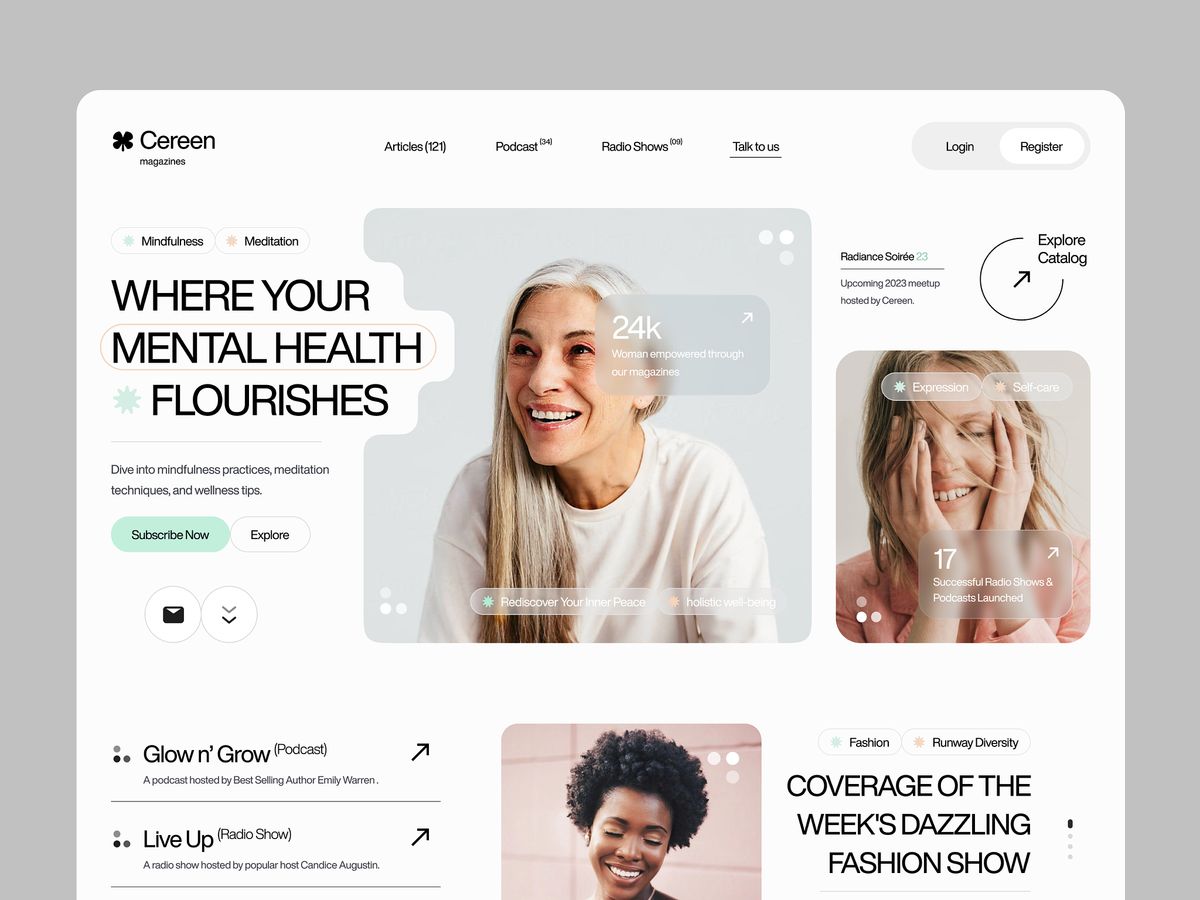 Cereen
magazines
Articles (121)
Podcast (34)
Radio Shows (09)
Talk to us
Login
Register
Mindfulness
Meditation
WHERE YOUR
MENTAL HEALTH
FLOURISHES
Dive into mindfulness practices, meditation
techniques, and wellness tips.
Subscribe Now
Explore
24k
Woman empowered through
our magazines
Rediscover Your Inner Peace
holistic well-being
Radiance Soirée 23
Upcoming 2023 meetup
hosted by Cereen.
Explore
Catalog
Expression
Self-care
17
Successful Radio Shows &
Podcasts Launched
Glow n' Grow (Podcast)
A podcast hosted by Best Selling Author Emily Warren .
Live Up (Radio Show)
A radio show hosted by popular host Candice Augustin.
Fashion
Runway Diversity
COVERAGE OF THE
WEEK'S DAZZLING
FASHION SHOW